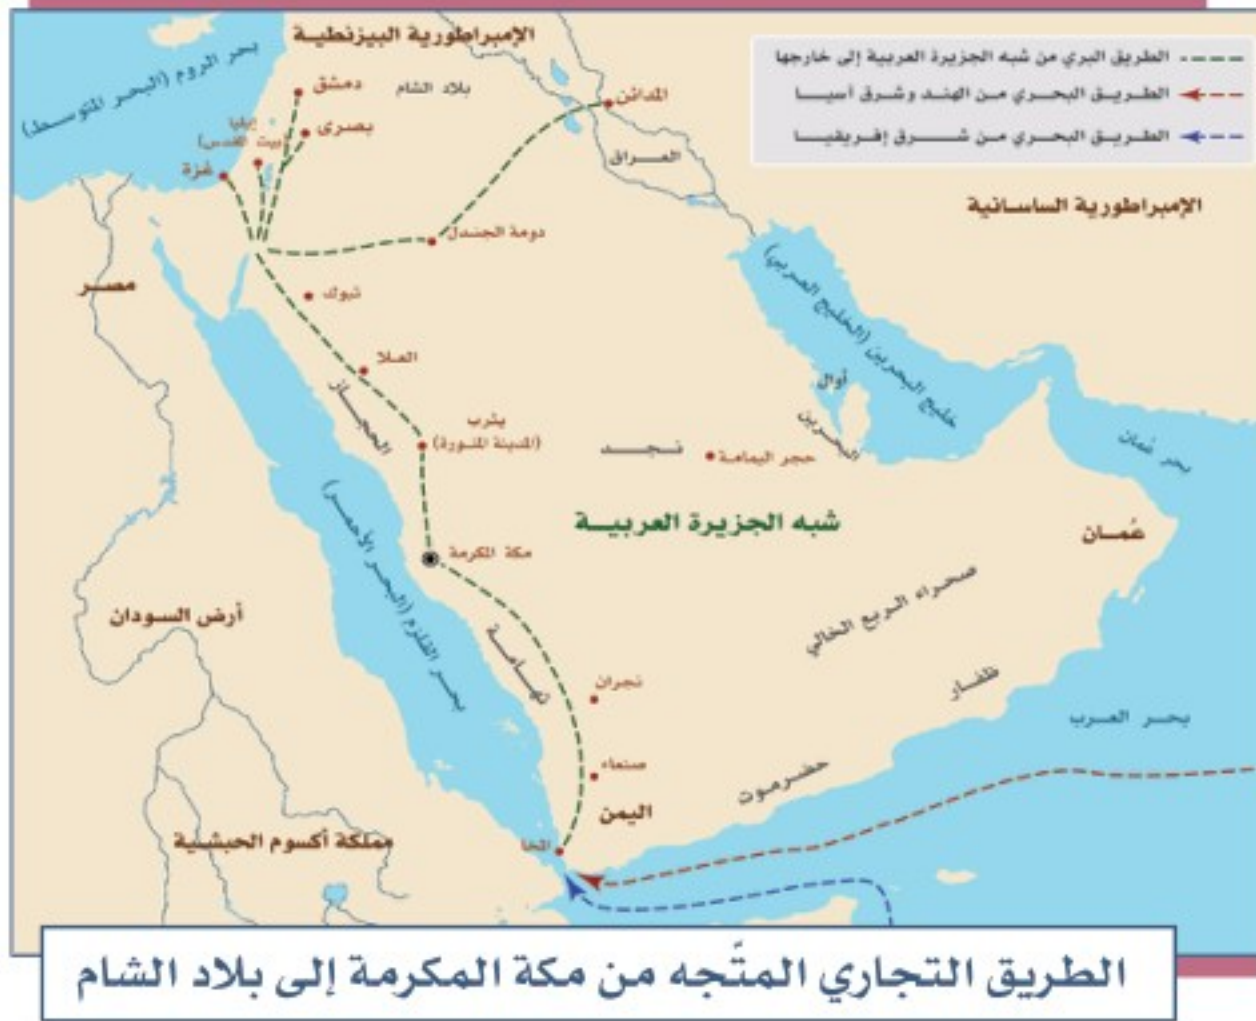 الإمبراطورية البيزنطية
بحر الروم (البحر المتوسط)
دمشق
بلاد الشام
المدائن
إيليا
(بيت المقدس)
بصرى
غزة
العراق
الطريق البري من شبه الجزيرة العربية إلى خارجها
الطريق البحري من الهند وشرق آسيا
الطريق البحري من شرق إفريقيا
الإمبراطورية الساسانية
دومة الجندل
مصر
تبوك
خليج البحرين (الخليج العربي)
العلا
أوال
الحجاز
يثرب
(المدينة المنورة)
البحرين
نجد
حجر اليمامة
بحر عُمان
شبه الجزيرة العربية
عُمان
مكة المكرمة
بحر القلزم (البحر الأحمر)
صحراء الربع الخالي
أرض السودان
تهامة
نجران
ظفار
بحر العرب
صنعاء
حضرموت
اليمن
مملكة أكسوم الحبشية
المخا
الطريق التجاري المتّجه من مكة المكرمة إلى بلاد الشام